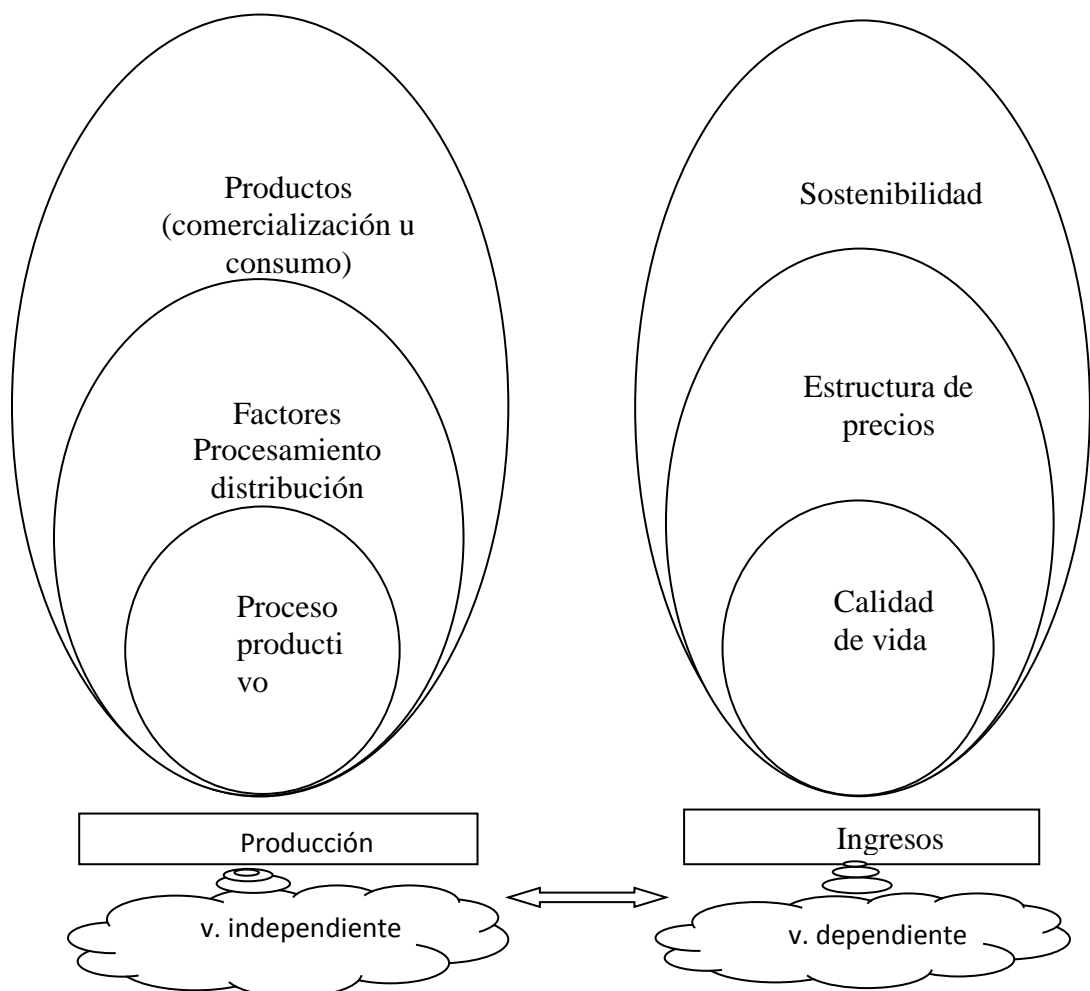 Productos
(comercialización u
consumo)
Factores
Procesamiento
distribución
Proceso
producti
vo
Producción
v. independiente
Sostenibilidad
Estructura de
precios
Calidad
de vida
Ingresos
v. dependiente